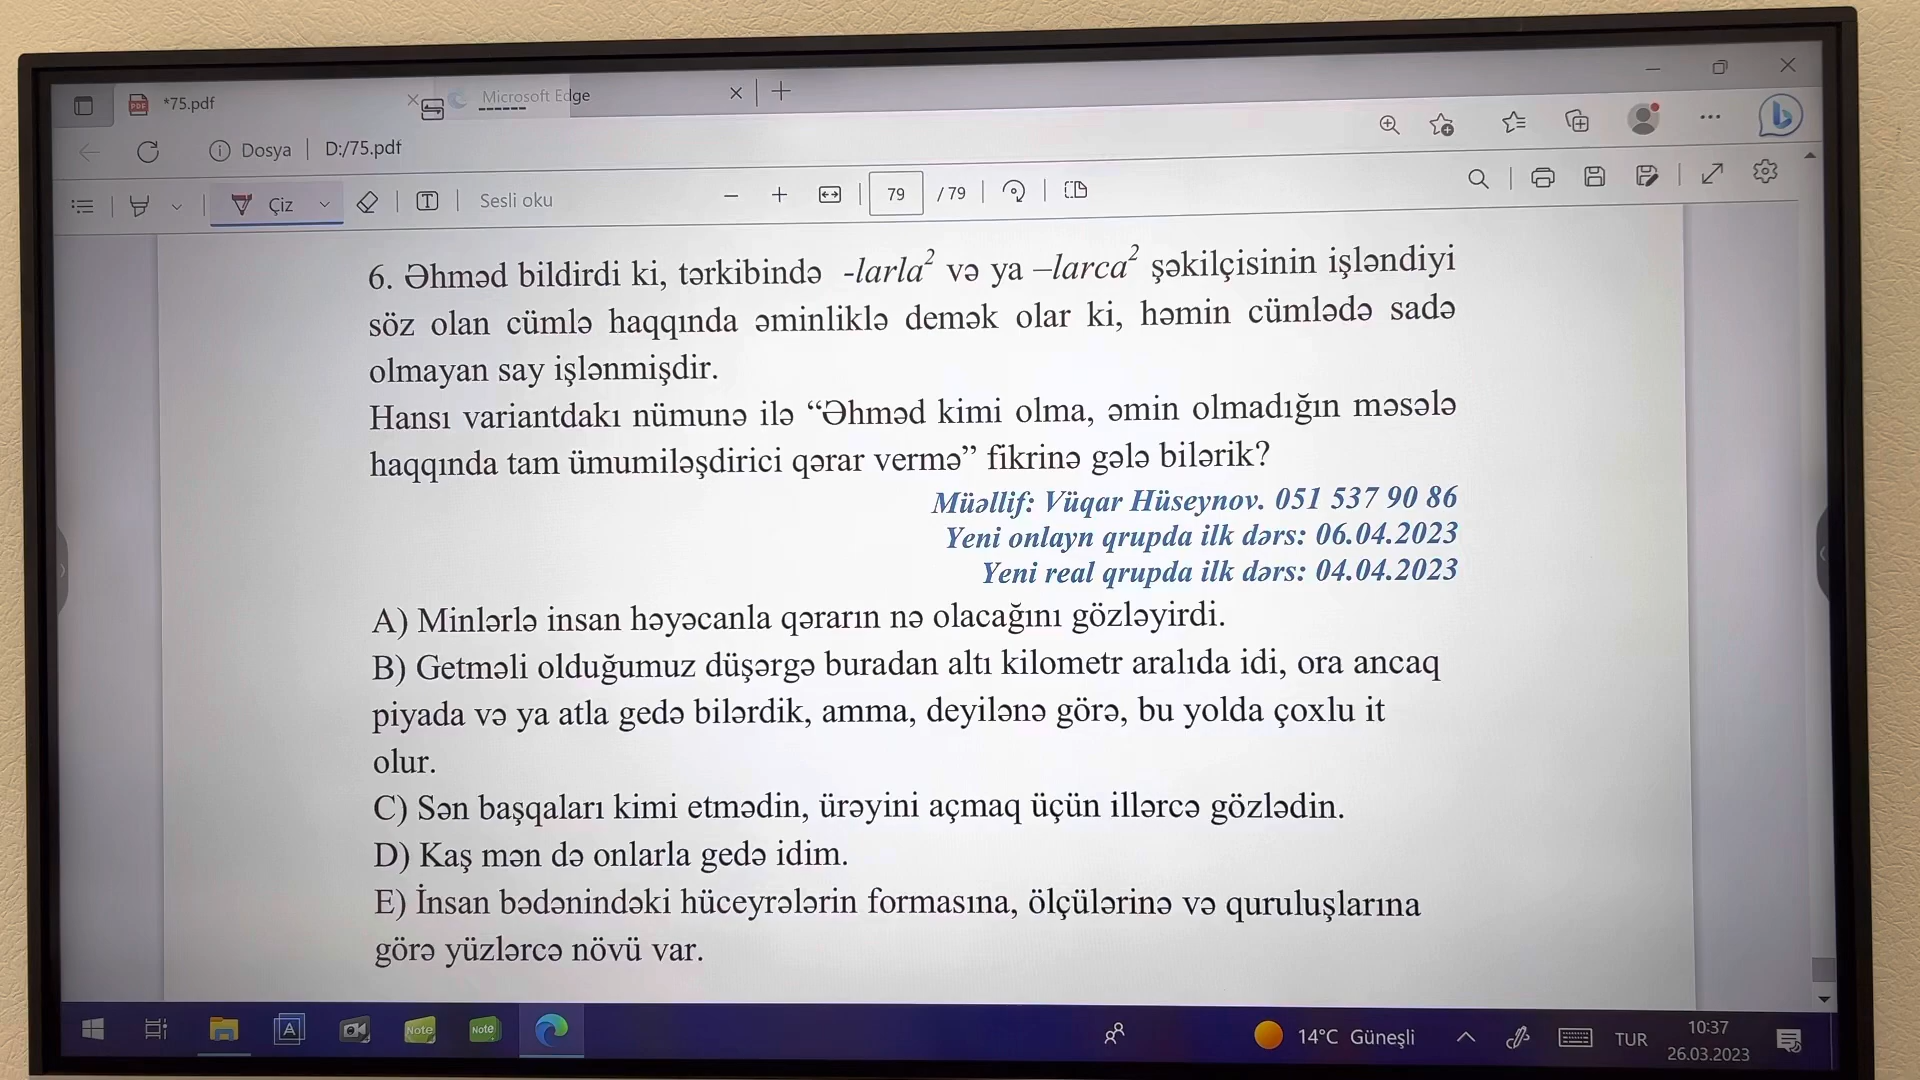 *75.pdf
Microsoft Edge
Dosya
D:/75.pdf
Çiz
Sesli oku
79
/ 79
6. Əhməd bildirdi ki, tərkibində -larla² və ya –larca² şəkilçisinin işləndiyi
söz olan cümlə haqqında əminliklə demək olar ki, həmin cümlədə sadə
olmayan say işlənmişdir.
Hansı variantdakı nümunə ilə “Əhməd kimi olma, əmin olmadığın məsələ
haqqında tam ümumiləşdirici qərar vermə” fikrinə gələ bilərik?
Müəllif: Vüqar Hüseynov. 051 537 90 86
Yeni onlayn qrupda ilk dərs: 06.04.2023
Yeni real qrupda ilk dərs: 04.04.2023
A) Minlərlə insan həyəcanla qərarın nə olacağını gözləyirdi.
B) Getməli olduğumuz düşərgə buradan altı kilometr aralıda idi, ora ancaq
piyada və ya atla gedə bilərdik, amma, deyilənə görə, bu yolda çoxlu it
olur.
C) Sən başqaları kimi etmədin, ürəyini açmaq üçün illərcə gözlədin.
D) Kaş mən də onlarla gedə idim.
E) İnsan bədənindəki hüceyrələrin formasına, ölçülərinə və quruluşlarına
görə yüzlərcə növü var.
Note
Note
14°C Güneşli
TUR
10:37
26.03.2023